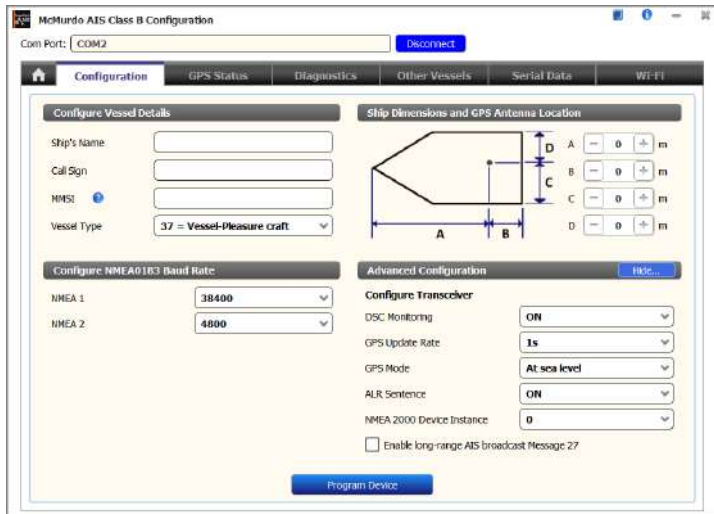 McMurdo AIS Class B Configuration
Com Port: COM2 Disconnect
Configuration GPS Status Diagnostics Other Vessels Serial Data Wi-Fi
Configure Vessel Details
Ship's Name
Call Sign
MMSI ?
Vessel Type 37 = Vessel-Pleasure craft
Ship Dimensions and GPS Antenna Location
D
C
A B
A - 0 + m
B - 0 + m
C - 0 + m
D - 0 + m
Configure NMEA0183 Baud Rate
NMEA 1 38400
NMEA 2 4800
Advanced Configuration Hide...
Configure Transceiver
DSC Monitoring ON
GPS Update Rate 1s
GPS Mode At sea level
ALR Sentence ON
NMEA 2000 Device Instance 0
Enable long-range AIS broadcast Message 27
Program Device